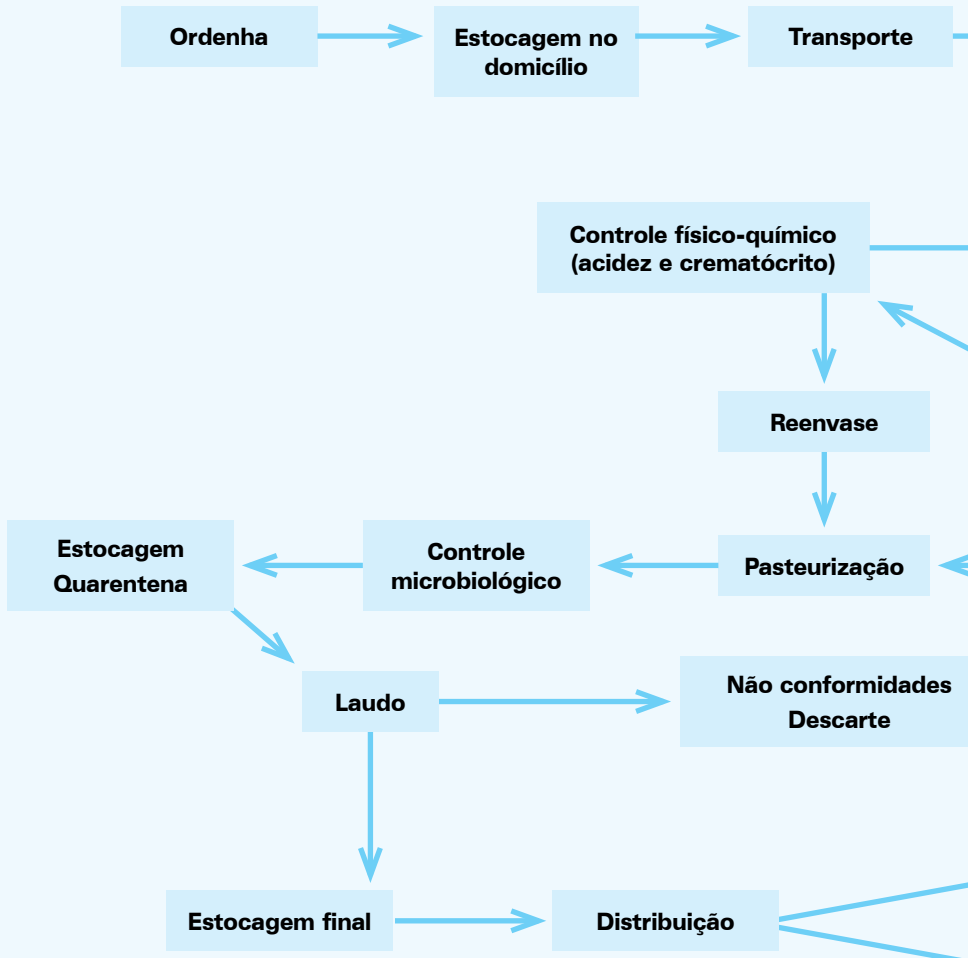 Ordenha
Estocagem no
domicílio
Transporte
Controle físico-químico
(acidez e crematócrito)
Reenvase
Estocagem
Quarentena
Controle
microbiológico
Pasteurização
Laudo
Não conformidades
Descarte
Estocagem final
Distribuição